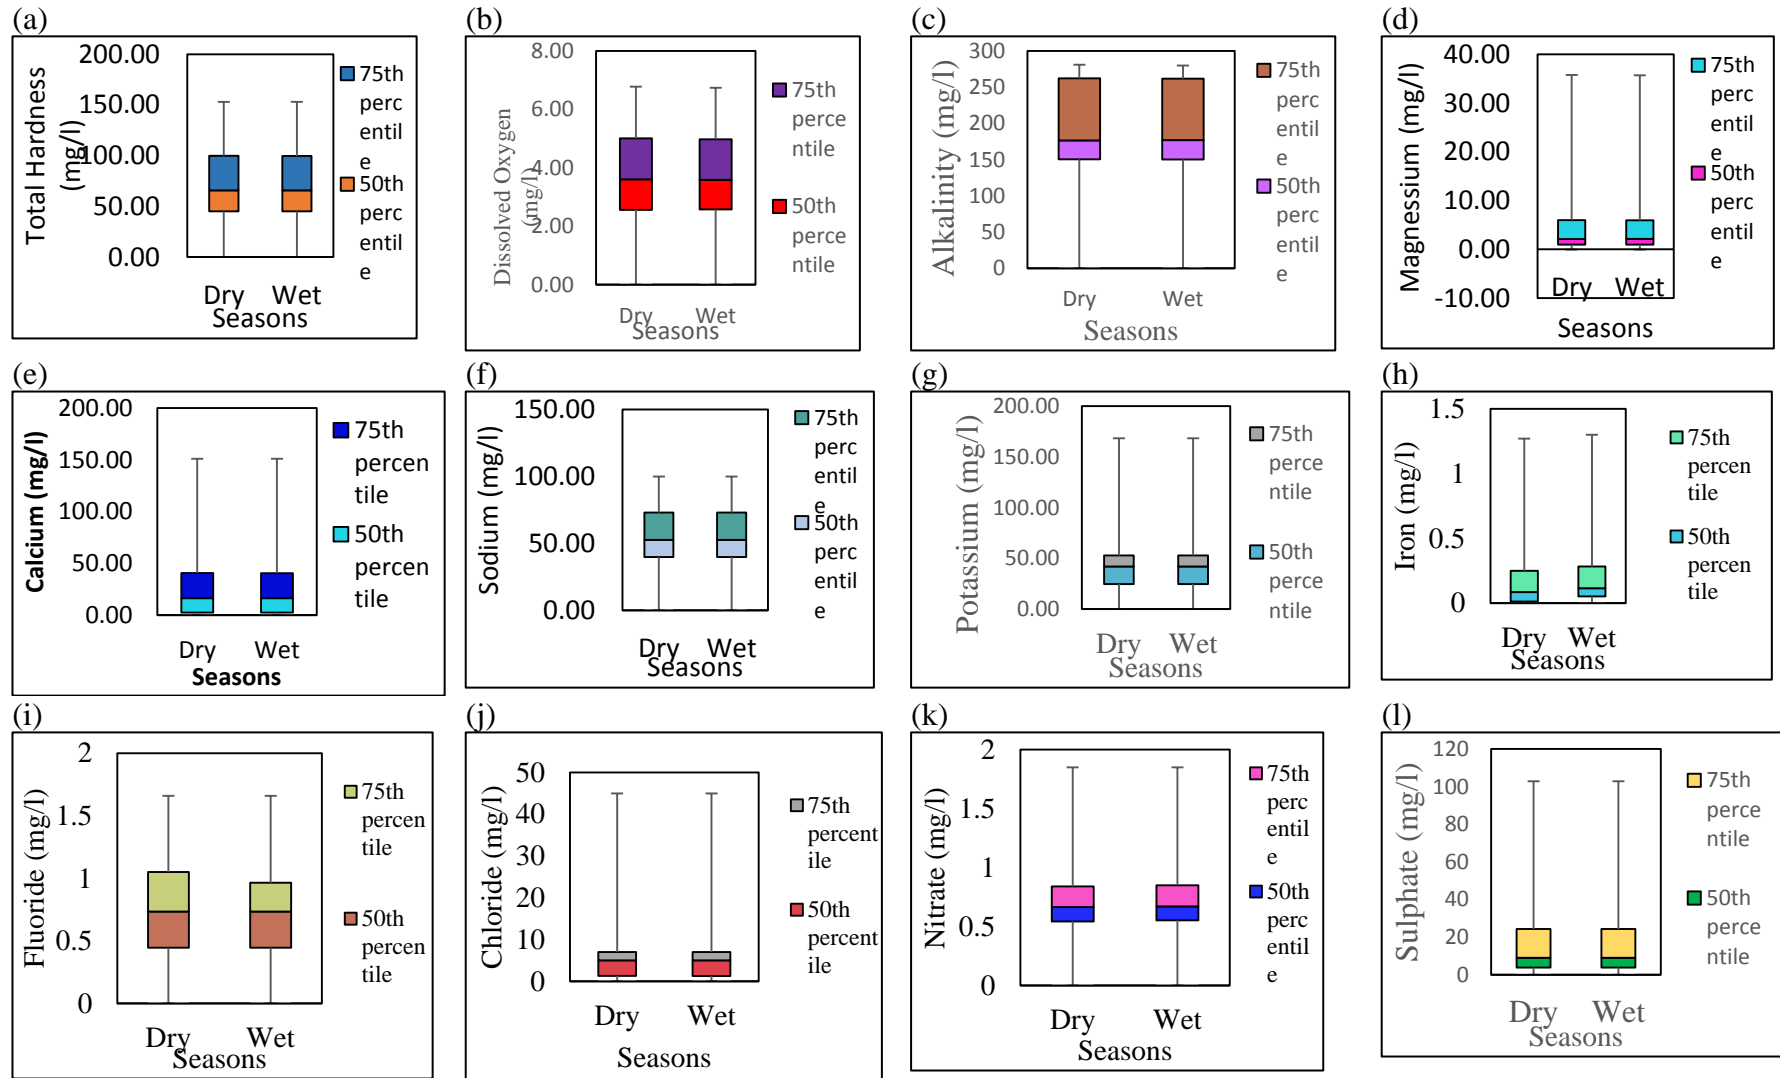 (a)
Total Hardness
(mg/l)
200.00
150.00
100.00
50.00
0.00
Dry Wet
Seasons
75th
perc
entil
e
50th
perc
entil
e
(b)
Dissolved Oxygen
(mg/l)
8.00
6.00
4.00
2.00
0.00
Dry Wet
Seasons
75th
perce
ntile
50th
perce
ntile
(c)
Alkalinity (mg/l)
300
250
200
150
100
50
0
Dry Wet
Seasons
75th
perc
entil
e
50th
perc
entil
e
(d)
Magnessium (mg/l)
40.00
30.00
20.00
10.00
0.00
-10.00
Dry Wet
Seasons
75th
perc
entil
e
50th
perc
entil
e
(e)
Calcium (mg/l)
200.00
150.00
100.00
50.00
0.00
Dry Wet
Seasons
75th
percen
tile
50th
percen
tile
(f)
Sodium (mg/l)
150.00
100.00
50.00
0.00
Dry Wet
Seasons
75th
perc
entil
e
50th
perc
entil
e
(g)
Potassium (mg/l)
200.00
150.00
100.00
50.00
0.00
Dry Wet
Seasons
75th
perce
ntile
50th
perce
ntile
(h)
Iron (mg/l)
1.5
1
0.5
0
Dry Wet
Seasons
75th
percen
tile
50th
percen
tile
(i)
Fluoride (mg/l)
2
1.5
1
0.5
0
Dry Wet
Seasons
75th
percen
tile
50th
percen
tile
(j)
Chloride (mg/l)
50
40
30
20
10
0
Dry Wet
Seasons
75th
percent
ile
50th
percent
ile
(k)
Nitrate (mg/l)
2
1.5
1
0.5
0
Dry Wet
Seasons
75th
perc
entil
e
50th
perc
entil
e
(l)
Sulphate (mg/l)
120
100
80
60
40
20
0
Dry Wet
Seasons
75th
perce
ntile
50th
perce
ntile